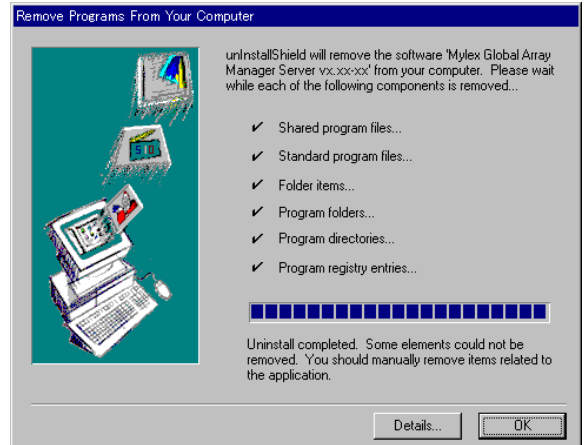 Remove Programs From Your Computer
unInstallShield will remove the software 'Mylex Global Array
Manager Server vx.xx-xx' from your computer.  Please wait
while each of the following components is removed...
✔ Shared program files...
✔ Standard program files...
✔ Folder items...
✔ Program folders...
✔ Program directories...
✔ Program registry entries...
Uninstall completed.  Some elements could not be
removed.  You should manually remove items related to
the application.
Details...
OK